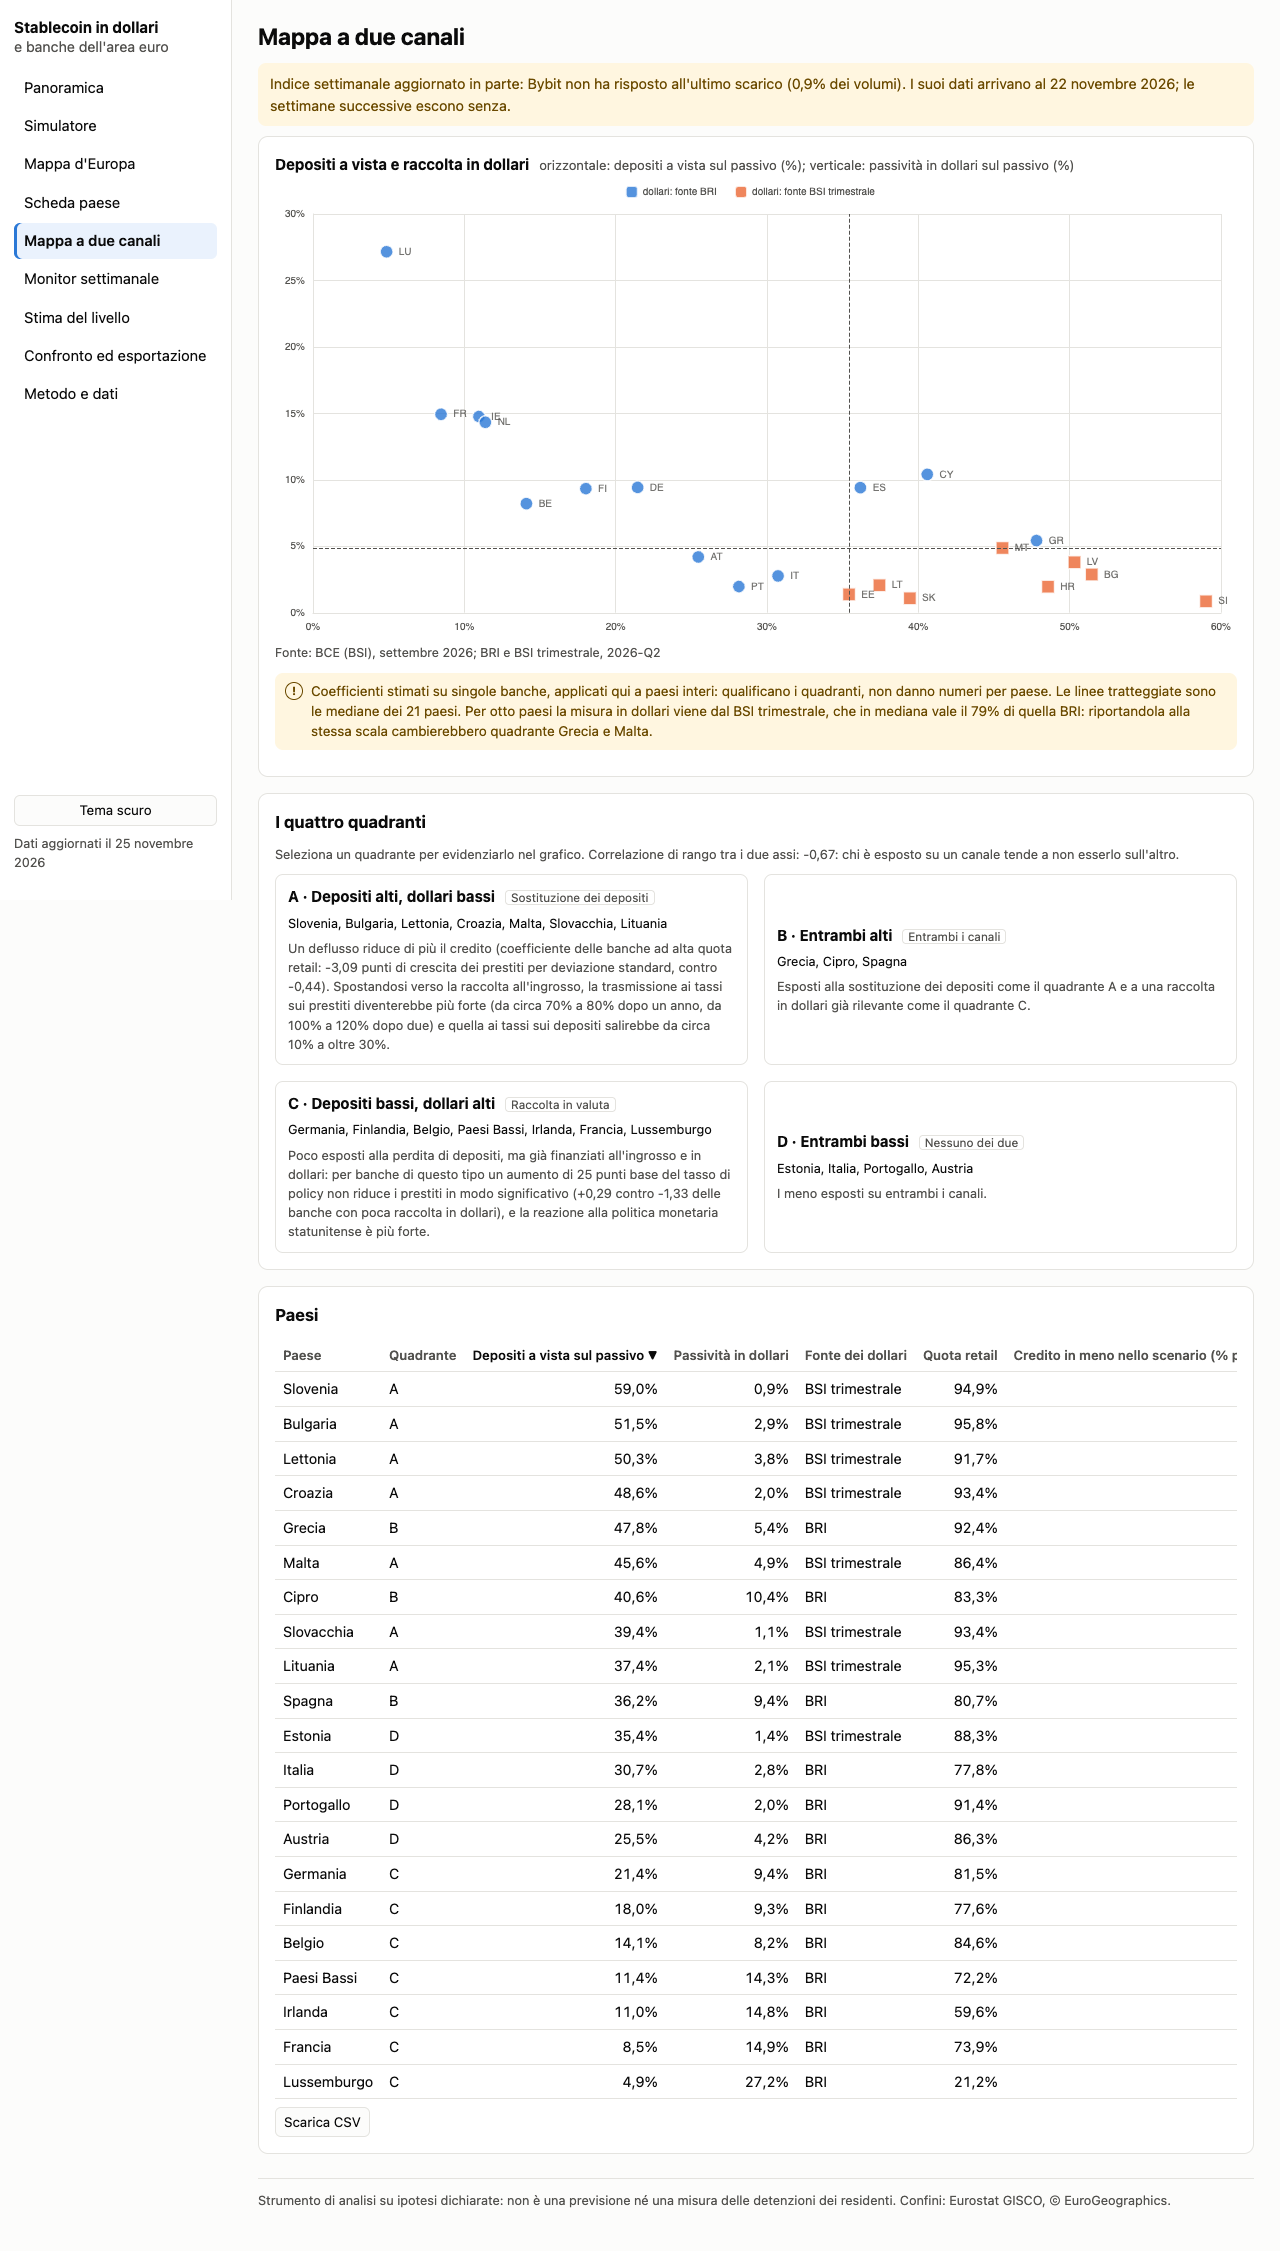 Stablecoin in dollari
e banche dell'area euro
Panoramica
Simulatore
Mappa d'Europa
Scheda paese
Mappa a due canali
Monitor settimanale
Stima del livello
Confronto ed esportazione
Metodo e dati
Tema scuro
Dati aggiornati il 25 novembre
2026
Mappa a due canali
Indice settimanale aggiornato in parte: Bybit non ha risposto all'ultimo scarico (0,9% dei volumi). I suoi dati arrivano al 22 novembre 2026; le
settimane successive escono senza.
Depositi a vista e raccolta in dollari orizzontale: depositi a vista sul passivo (%); verticale: passività in dollari sul passivo (%)
dollari: fonte BRI dollari: fonte BSI trimestrale
30%
LU
25%
20%
15%
FR IE NL
10%
CY
ES
FI DE
BE
5%
GR
MT
AT
LV
IT
BG
PT
LT
HR
EE
SK
SI
0%
0% 10% 20% 30% 40% 50% 60%
Fonte: BCE (BSI), settembre 2026; BRI e BSI trimestrale, 2026-Q2
Coefficienti stimati su singole banche, applicati qui a paesi interi: qualificano i quadranti, non danno numeri per paese. Le linee tratteggiate sono
le mediane dei 21 paesi. Per otto paesi la misura in dollari viene dal BSI trimestrale, che in mediana vale il 79% di quella BRI: riportandola alla
stessa scala cambierebbero quadrante Grecia e Malta.
I quattro quadranti
Seleziona un quadrante per evidenziarlo nel grafico. Correlazione di rango tra i due assi: -0,67: chi è esposto su un canale tende a non esserlo sull'altro.
A · Depositi alti, dollari bassi Sostituzione dei depositi
Slovenia, Bulgaria, Lettonia, Croazia, Malta, Slovacchia, Lituania
Un deflusso riduce di più il credito (coefficiente delle banche ad alta quota
retail: -3,09 punti di crescita dei prestiti per deviazione standard, contro
-0,44). Spostandosi verso la raccolta all'ingrosso, la trasmissione ai tassi
sui prestiti diventerebbe più forte (da circa 70% a 80% dopo un anno, da
100% a 120% dopo due) e quella ai tassi sui depositi salirebbe da circa
10% a oltre 30%.
B · Entrambi alti Entrambi i canali
Grecia, Cipro, Spagna
Esposti alla sostituzione dei depositi come il quadrante A e a una raccolta
in dollari già rilevante come il quadrante C.
C · Depositi bassi, dollari alti Raccolta in valuta
Germania, Finlandia, Belgio, Paesi Bassi, Irlanda, Francia, Lussemburgo
Poco esposti alla perdita di depositi, ma già finanziati all'ingrosso e in
dollari: per banche di questo tipo un aumento di 25 punti base del tasso di
policy non riduce i prestiti in modo significativo (+0,29 contro -1,33 delle
banche con poca raccolta in dollari), e la reazione alla politica monetaria
statunitense è più forte.
D · Entrambi bassi Nessuno dei due
Estonia, Italia, Portogallo, Austria
I meno esposti su entrambi i canali.
Paesi
Paese Quadrante Depositi a vista sul passivo ▼ Passività in dollari Fonte dei dollari Quota retail Credito in meno nello scenario (%
Slovenia A 59,0% 0,9% BSI trimestrale 94,9%
Bulgaria A 51,5% 2,9% BSI trimestrale 95,8%
Lettonia A 50,3% 3,8% BSI trimestrale 91,7%
Croazia A 48,6% 2,0% BSI trimestrale 93,4%
Grecia B 47,8% 5,4% BRI 92,4%
Malta A 45,6% 4,9% BSI trimestrale 86,4%
Cipro B 40,6% 10,4% BRI 83,3%
Slovacchia A 39,4% 1,1% BSI trimestrale 93,4%
Lituania A 37,4% 2,1% BSI trimestrale 95,3%
Spagna B 36,2% 9,4% BRI 80,7%
Estonia D 35,4% 1,4% BSI trimestrale 88,3%
Italia D 30,7% 2,8% BRI 77,8%
Portogallo D 28,1% 2,0% BRI 91,4%
Austria D 25,5% 4,2% BRI 86,3%
Germania C 21,4% 9,4% BRI 81,5%
Finlandia C 18,0% 9,3% BRI 77,6%
Belgio C 14,1% 8,2% BRI 84,6%
Paesi Bassi C 11,4% 14,3% BRI 72,2%
Irlanda C 11,0% 14,8% BRI 59,6%
Francia C 8,5% 14,9% BRI 73,9%
Lussemburgo C 4,9% 27,2% BRI 21,2%
Scarica CSV
Strumento di analisi su ipotesi dichiarate: non è una previsione né una misura delle detenzioni dei residenti. Confini: Eurostat GISCO, © EuroGeographics.